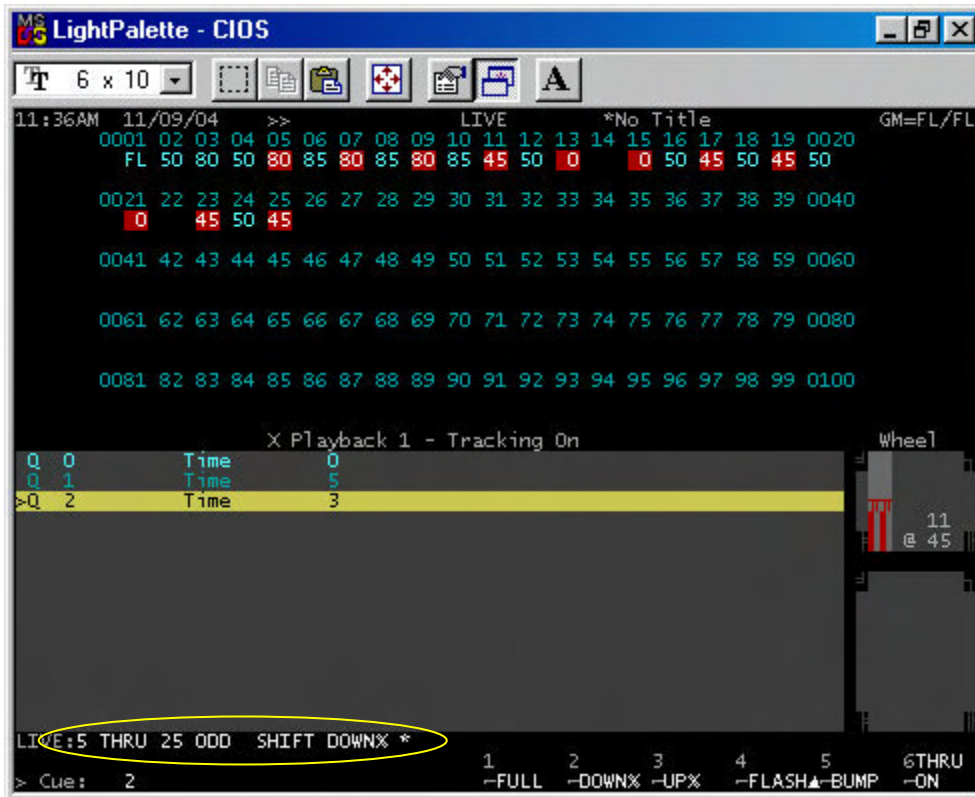 MS DOS LightPalette - CIOS
Tr 6 x 10 A
11:36AM 11/09/04 >> LIVE *No Title GM=FL/FL
0001 02 03 04 05 06 07 08 09 10 11 12 13 14 15 16 17 18 19 0020
FL 50 80 50 80 85 80 85 80 85 45 50 0 0 50 45 50 45 50
0021 22 23 24 25 26 27 28 29 30 31 32 33 34 35 36 37 38 39 0040
0 45 50 45
0041 42 43 44 45 46 47 48 49 50 51 52 53 54 55 56 57 58 59 0060
0061 62 63 64 65 66 67 68 69 70 71 72 73 74 75 76 77 78 79 0080
0081 82 83 84 85 86 87 88 89 90 91 92 93 94 95 96 97 98 99 0100
X Playback 1 - Tracking On Wheel
Q 0 Time 0
Q 1 Time 5
>Q 2 Time 3
11
@ 45
LIVE:5 THRU 25 ODD SHIFT DOWN% *
1 2 3 4 5 6THRU
> Cue: 2 ⌐FULL ⌐DOWN% ⌐UP% ⌐FLASH▲⌐BUMP ⌐ON